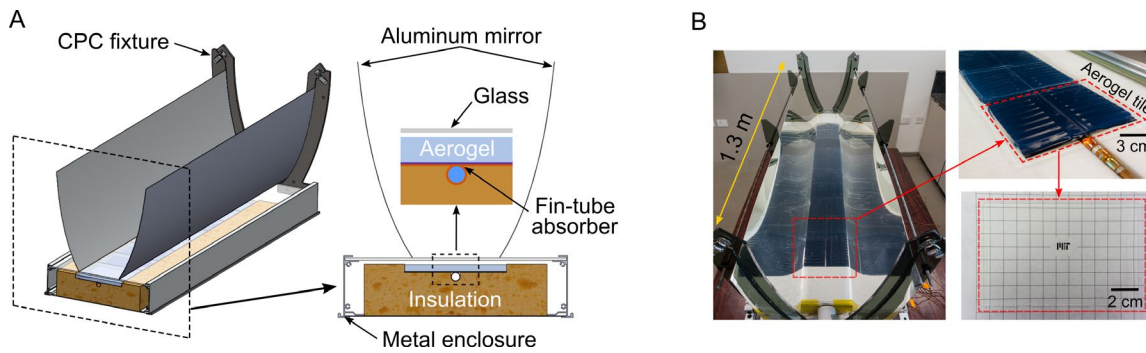 A
CPC fixture
Aluminum mirror
Glass
Aerogel
Fin-tube
absorber
Insulation
Metal enclosure
B
1.3 m
Aerogel tile
3 cm
MIT
2 cm